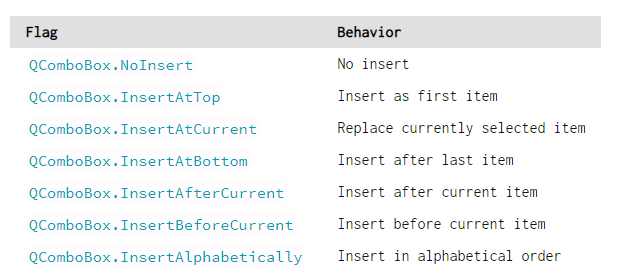 Flag Behavior
QComboBox.NoInsert No insert
QComboBox.InsertAtTop Insert as first item
QComboBox.InsertAtCurrent Replace currently selected item
QComboBox.InsertAtBottom Insert after last item
QComboBox.InsertAfterCurrent Insert after current item
QComboBox.InsertBeforeCurrent Insert before current item
QComboBox.InsertAlphabetically Insert in alphabetical order